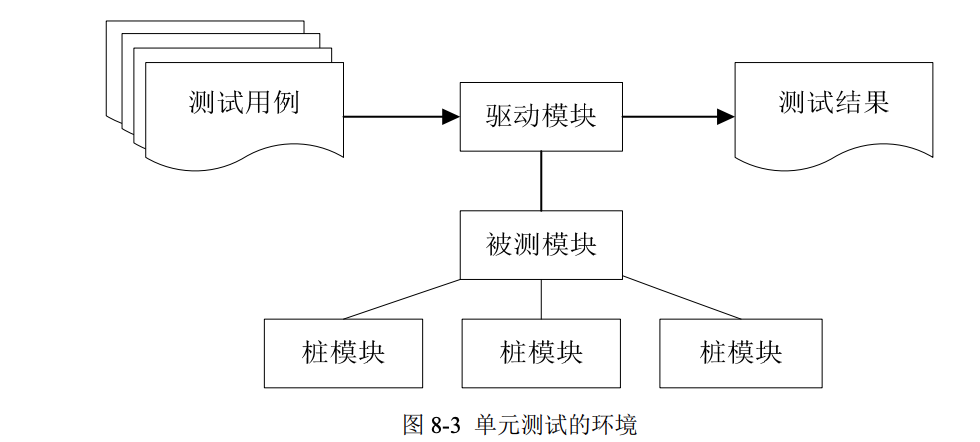 测试用例
驱动模块
测试结果
被测模块
桩模块
桩模块
桩模块
图 8-3 单元测试的环境